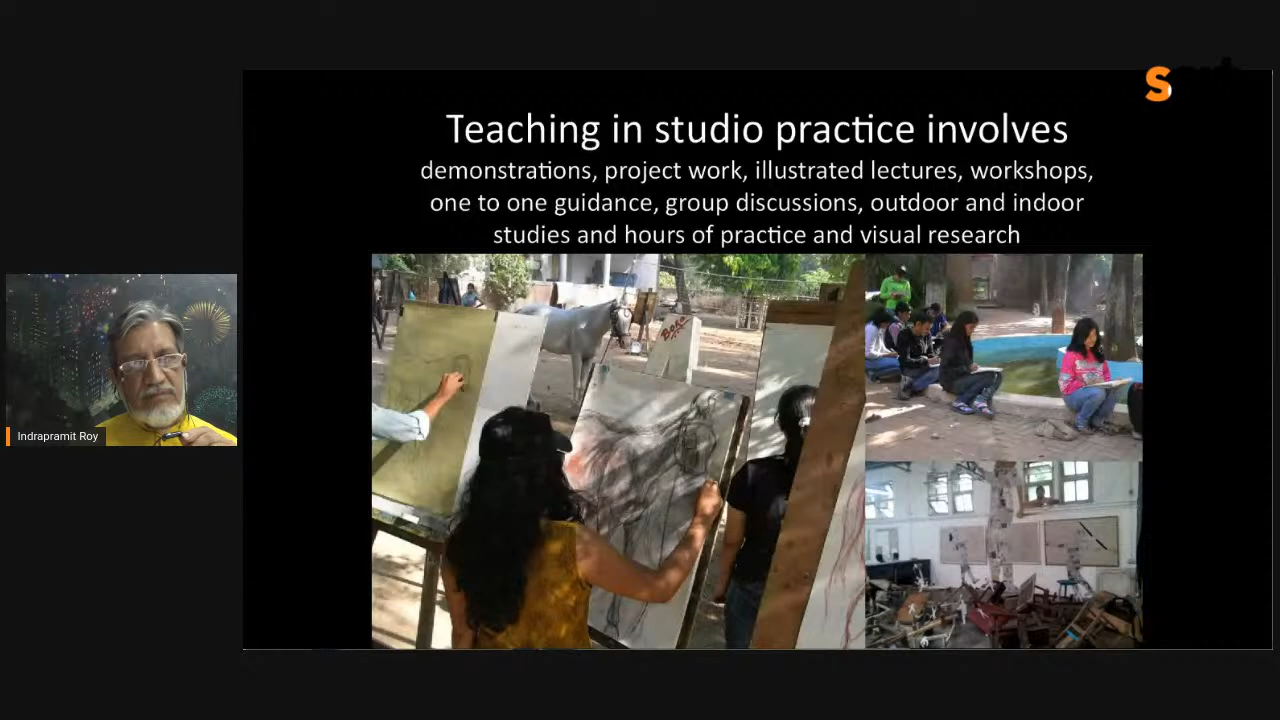 S
Teaching in studio practice involves
demonstrations, project work, illustrated lectures, workshops,
one to one guidance, group discussions, outdoor and indoor
studies and hours of practice and visual research
Indrapramit Roy